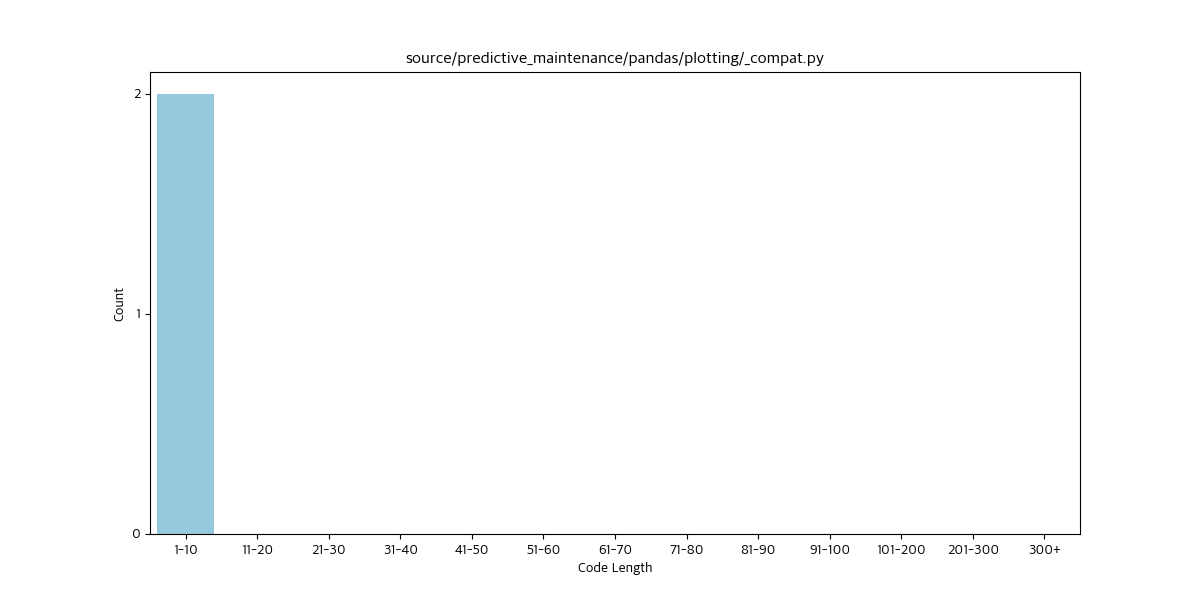 source/predictive_maintenance/pandas/plotting/_compat.py
2
1
0
Count
1-10 11-20 21-30 31-40 41-50 51-60 61-70 71-80 81-90 91-100 101-200 201-300 300+
Code Length